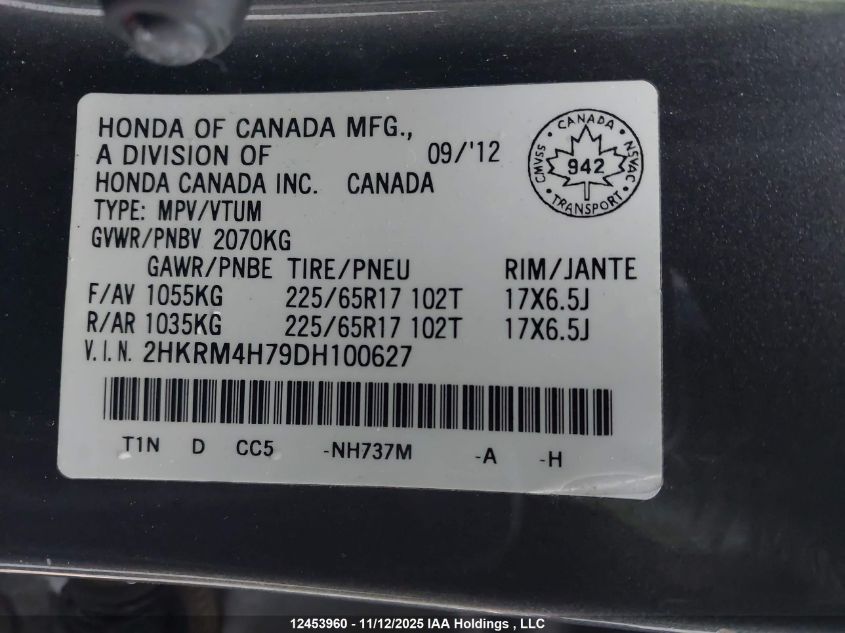 HONDA OF CANADA MFG.,
A DIVISION OF 09/'12
HONDA CANADA INC. CANADA
TYPE: MPV/VTUM
GVWR/PNBV 2070KG
GAWR/PNBE TIRE/PNEU RIM/JANTE
F/AV 1055KG 225/65R17 102T 17X6.5J
R/AR 1035KG 225/65R17 102T 17X6.5J
V.I.N. 2HKRM4H79DH100627
T1N D CC5 -NH737M -A -H
CANADA
CMVSS 942 NSVAC
TRANSPORT
12453960 - 11/12/2025 IAA Holdings , LLC